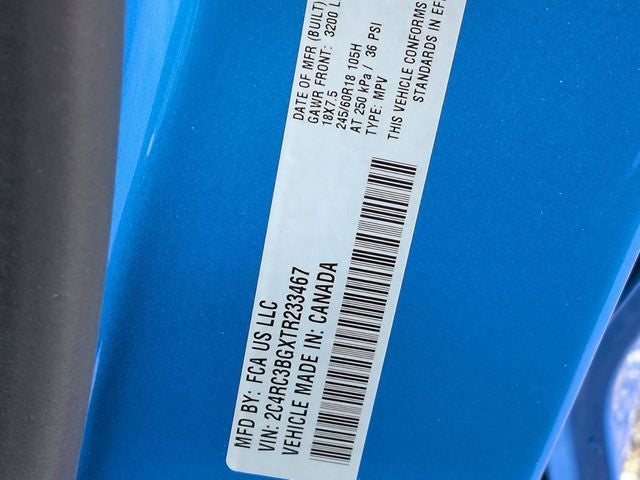 MFD BY: FCA US LLC
DATE OF MFR (BUILT)
GAWR FRONT: 3200 L
18X7.5
245/60R18 105H
AT 250 kPa / 36 PSI
TYPE: MPV
THIS VEHICLE CONFORMS
STANDARDS IN EF
VIN: 2C4RC3BGXTR233467
VEHICLE MADE IN: CANADA